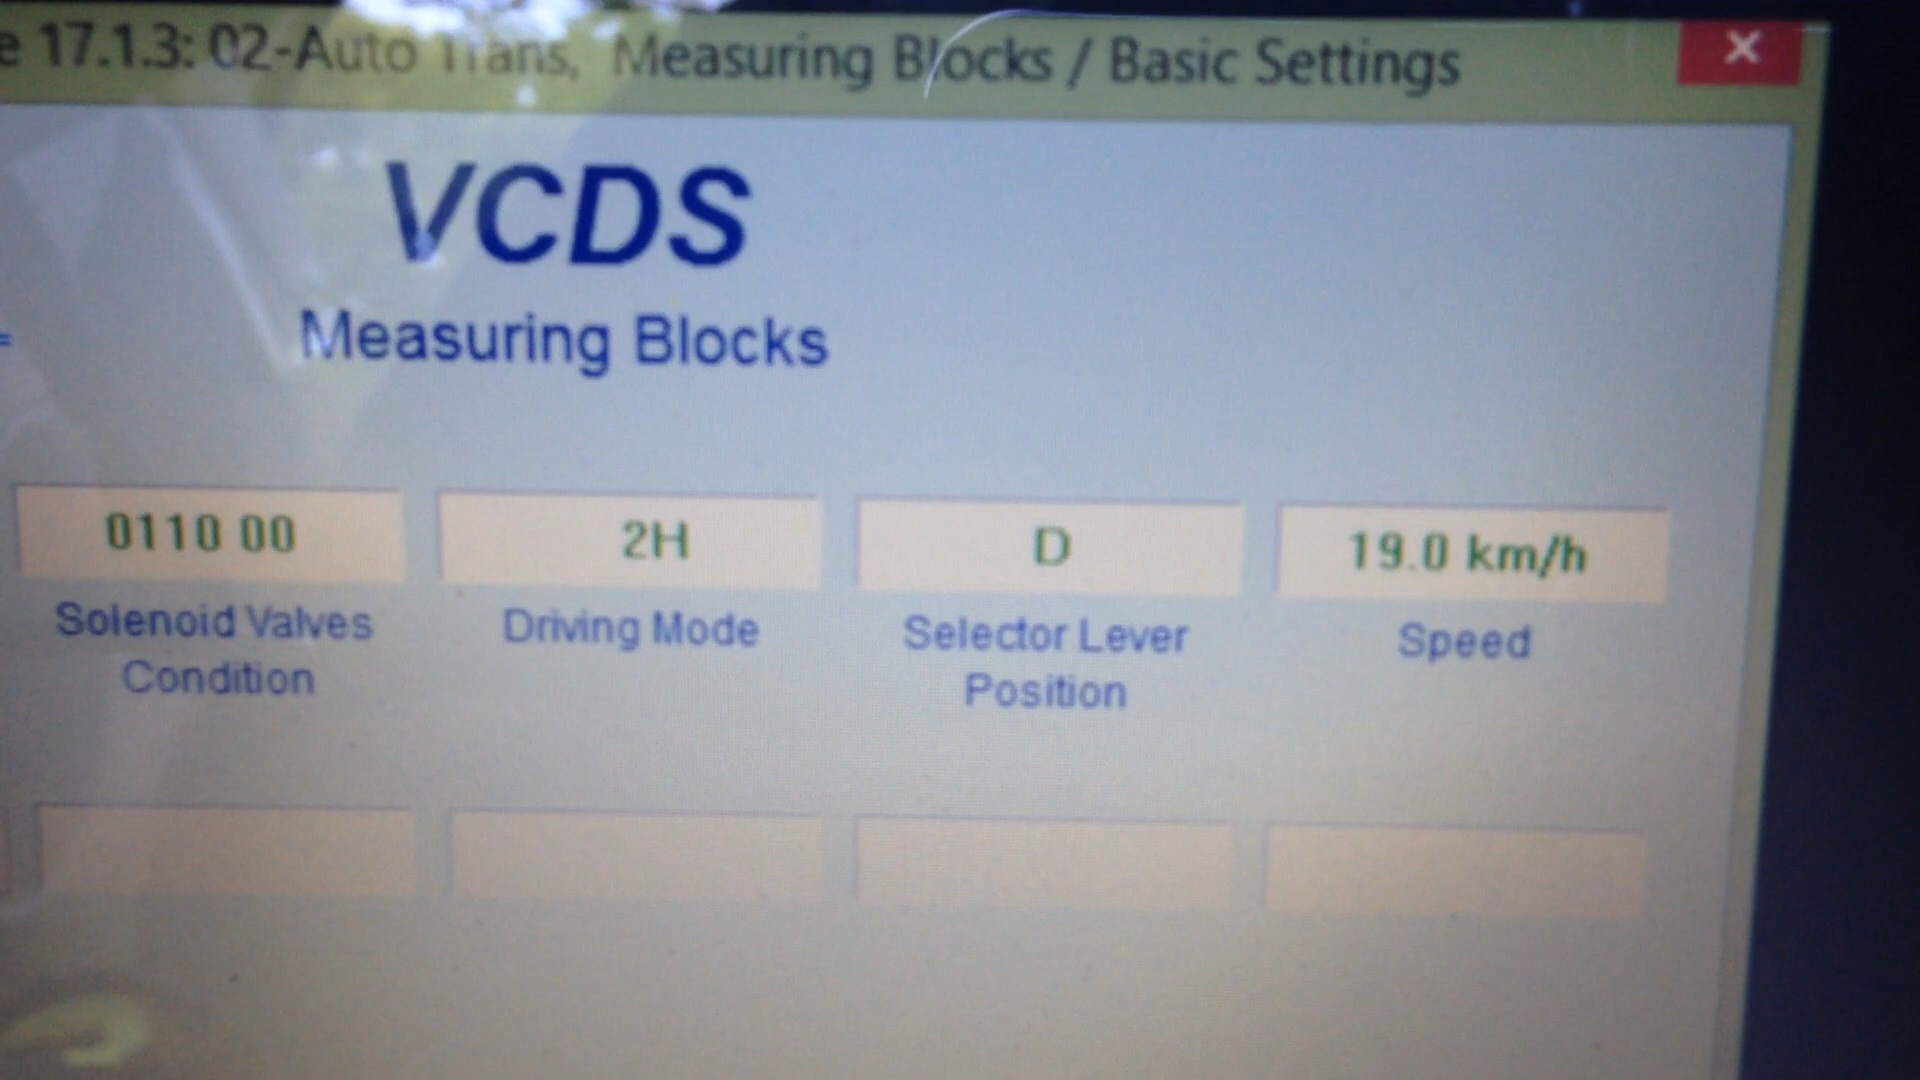 e 17.1.3: 02-Auto Trans, Measuring Blocks / Basic Settings
VCDS
Measuring Blocks
0110 00 2H D 19.0 km/h
Solenoid Valves Condition Driving Mode Selector Lever Position Speed